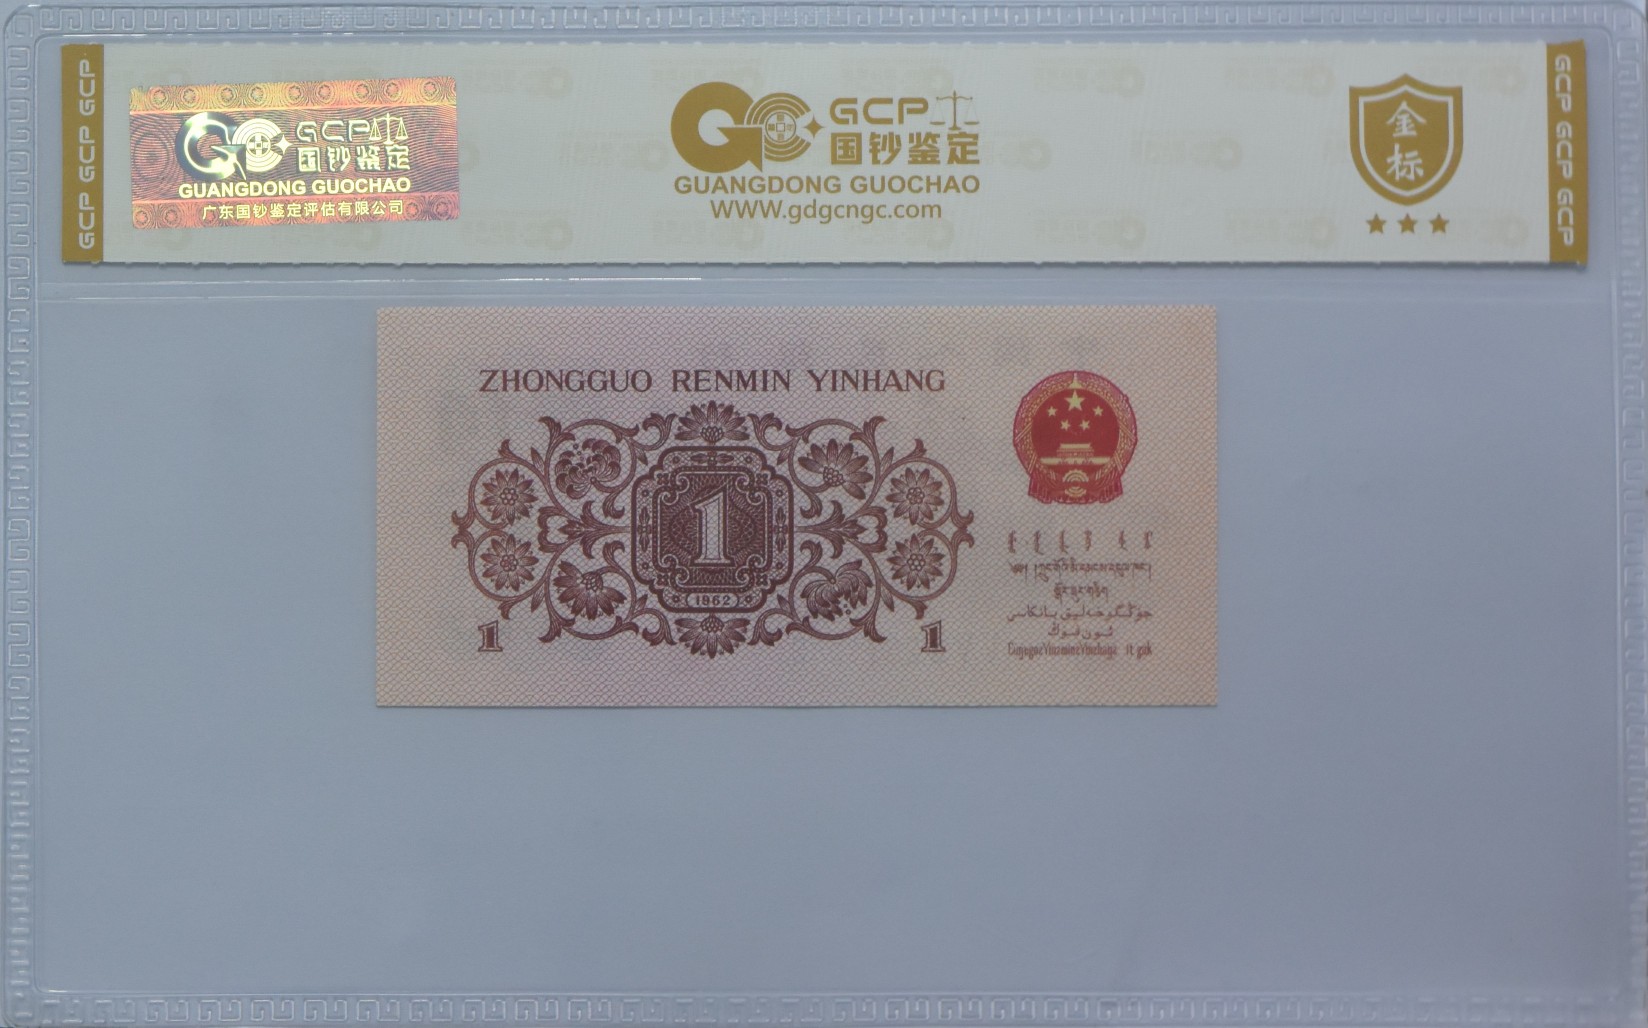 GCP GCP GCP
GCP
国钞鉴定
GUANGDONG GUOCHAO
广东国钞鉴定评估有限公司
GCP
国钞鉴定
GUANGDONG GUOCHAO
WWW.gdgcngc.com
金标
GCP GCP GCP
ZHONGGUO RENMIN YINHANG
1
(1962)
1
1